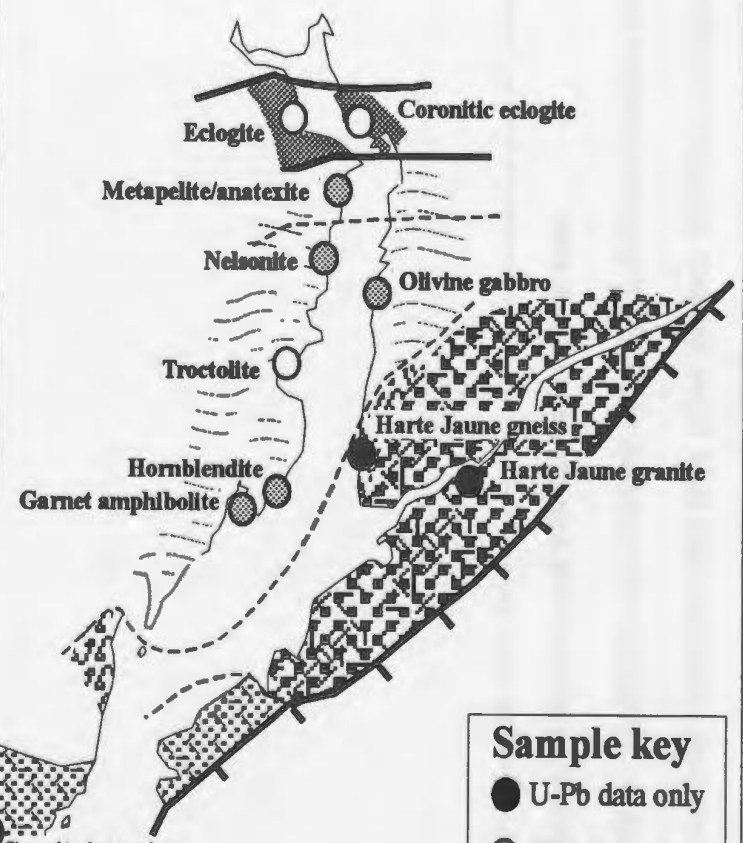 Eclogite
Coronitic eclogite
Metapelite/anatexite
Nelsonite
Olivine gabbro
Troctolite
Harte Jaune gneiss
Harte Jaune granite
Hornblendite
Garnet amphibolite
Sample key
U-Pb data only